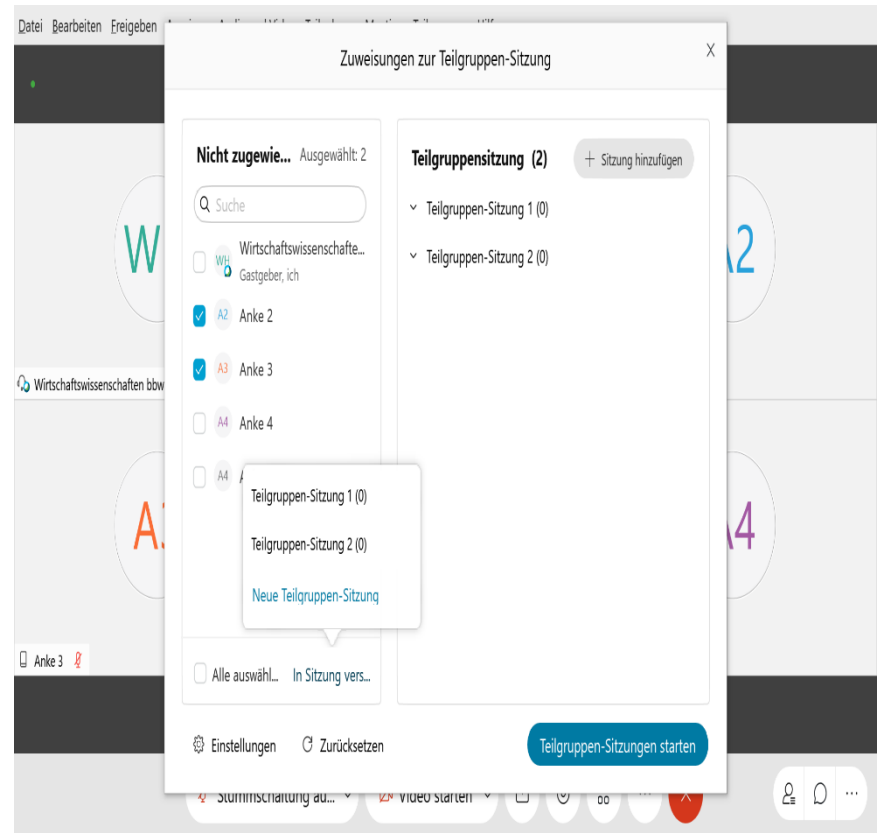 Datei Bearbeiten Freigeben
Zuweisungen zur Teilgruppen-Sitzung
X
Nicht zugewie... Ausgewählt: 2
Suche
WH
Wirtschaftswissenschafte...
Gastgeber, ich
A2 Anke 2
A3 Anke 3
A4 Anke 4
A4
Teilgruppen-Sitzung 1 (0)
Teilgruppen-Sitzung 2 (0)
Neue Teilgruppen-Sitzung
Alle auswähl... In Sitzung vers...
Teilgruppensitzung (2)
+ Sitzung hinzufügen
Teilgruppen-Sitzung 1 (0)
Teilgruppen-Sitzung 2 (0)
Einstellungen
Zurücksetzen
Teilgruppen-Sitzungen starten
W
A2
Wirtschaftswissenschaften bbw
A3
A4
Anke 3
Stummschaltung au...
Video starten